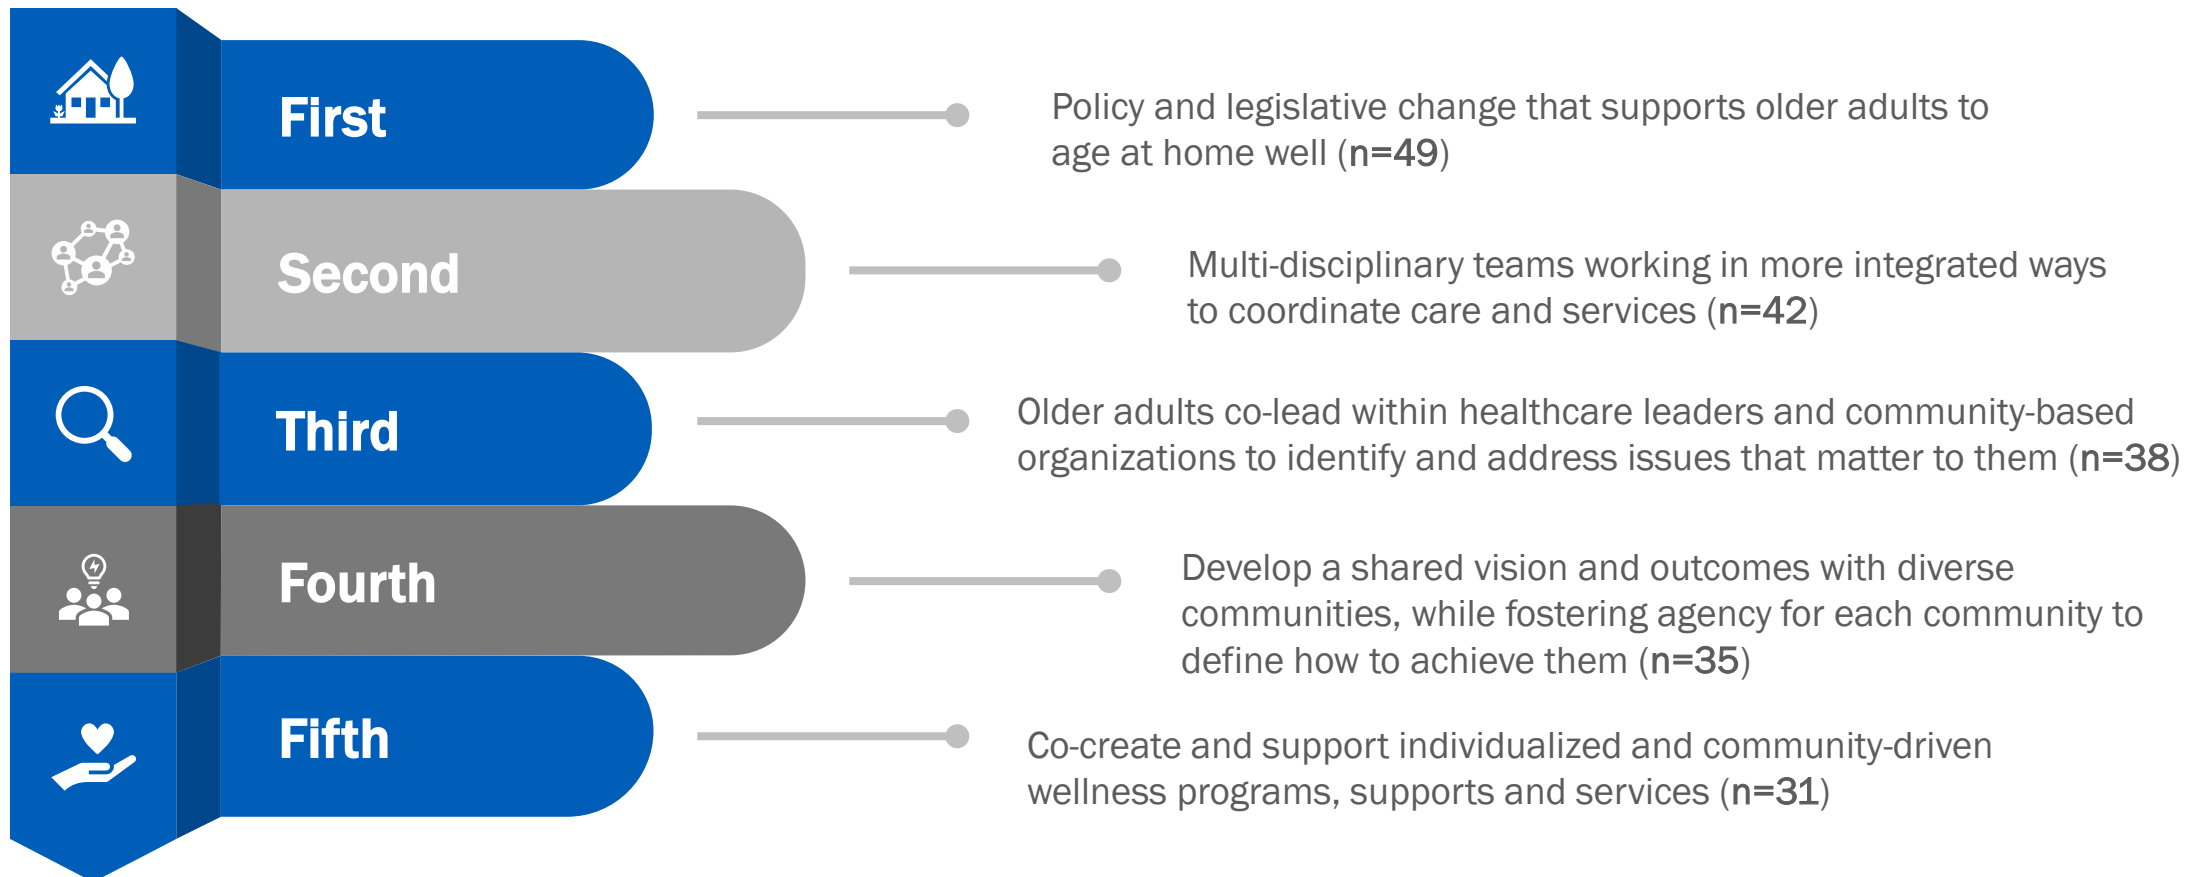 First
Policy and legislative change that supports older adults to
age at home well (n=49)
Second
Multi-disciplinary teams working in more integrated ways
to coordinate care and services (n=42)
Third
Older adults co-lead within healthcare leaders and community-based
organizations to identify and address issues that matter to them (n=38)
Fourth
Develop a shared vision and outcomes with diverse
communities, while fostering agency for each community to
define how to achieve them (n=35)
Fifth
Co-create and support individualized and community-driven
wellness programs, supports and services (n=31)